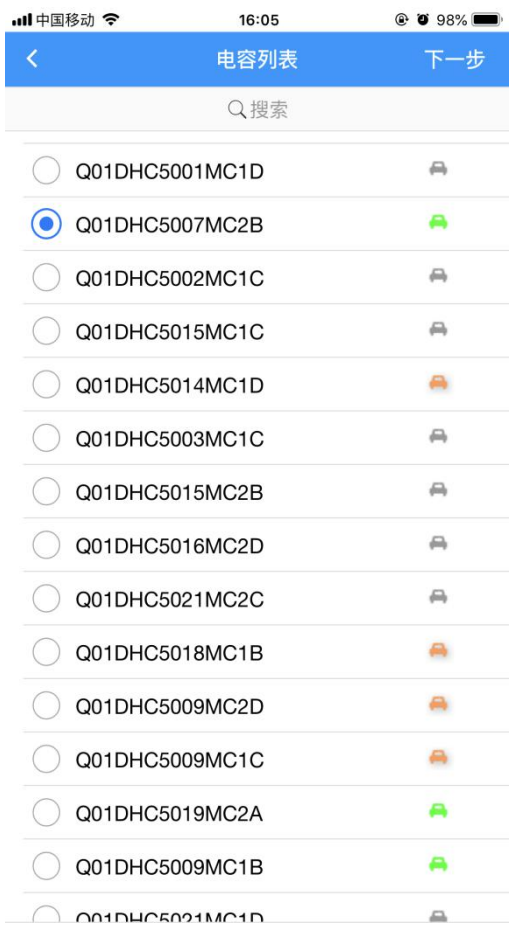 中国移动 16:05 98%
电容列表 下一步
搜索
Q01DHC5001MC1D
Q01DHC5007MC2B
Q01DHC5002MC1C
Q01DHC5015MC1C
Q01DHC5014MC1D
Q01DHC5003MC1C
Q01DHC5015MC2B
Q01DHC5016MC2D
Q01DHC5021MC2C
Q01DHC5018MC1B
Q01DHC5009MC2D
Q01DHC5009MC1C
Q01DHC5019MC2A
Q01DHC5009MC1B
Q01DHC5021MC1D